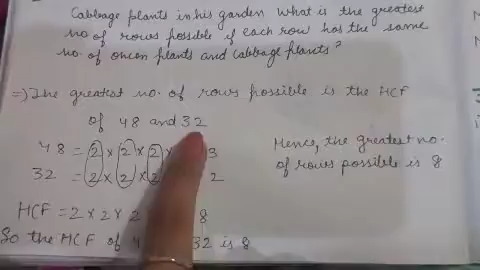 Cabbage plants in his garden What is the greatest
no of rows possible if each row has the same
no. of onion plants and cabbage plants?
=) The greatest no. of rows possible is the HCF
of 48 and 32
48 = 2 × 2 × 2 × 3
32 = 2 × 2 × 2 2
Hence, the greatest no.
of rows possible is 8
HCF = 2 × 2 × 2 8
So the HCF of 32 is 8